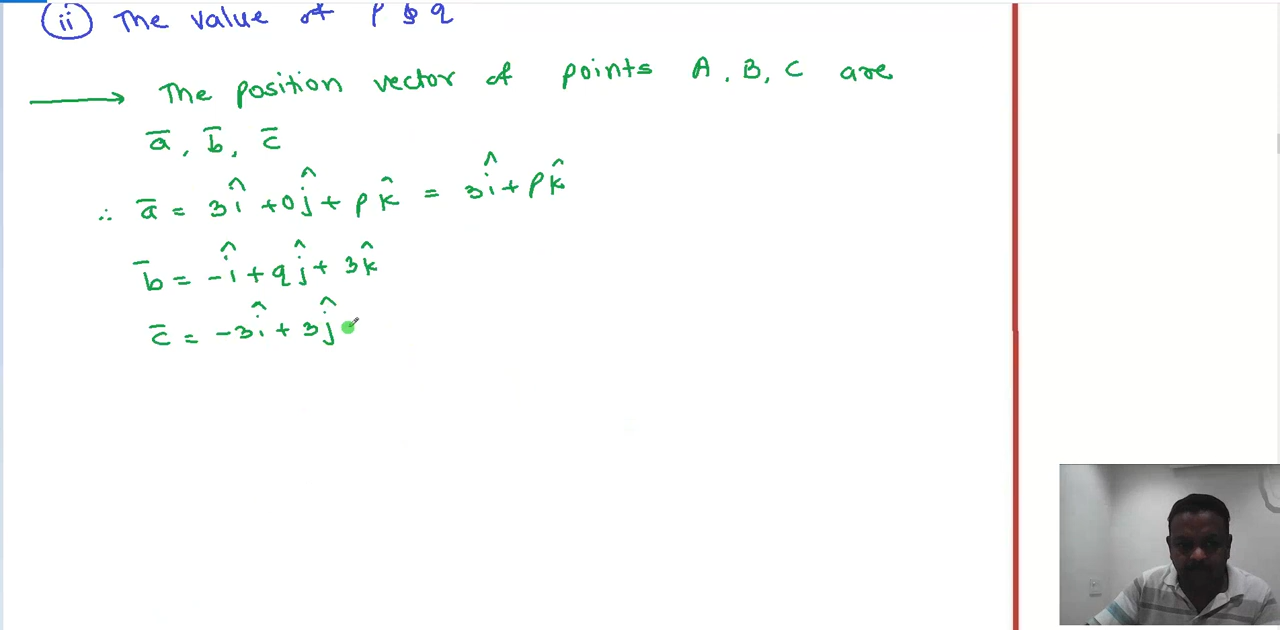 (ii) The value of P & q
→ The position vector of points A, B, C are
a̅, b̅, c̅
∴ a̅ = 3î + 0ĵ + pk̂ = 3î + pk̂
b̅ = -î + qĵ + 3k̂
c̅ = -3î + 3ĵ